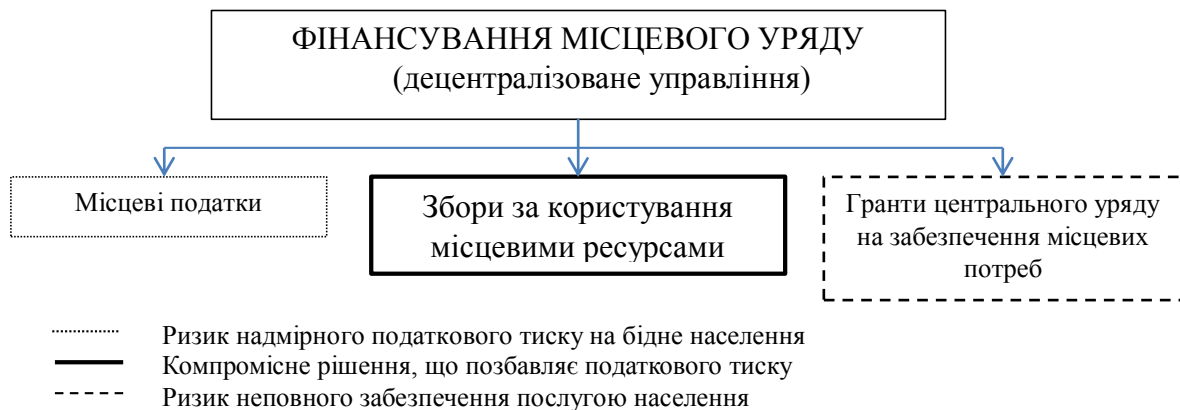 ФІНАНСУВАННЯ МІСЦЕВОГО УРЯДУ
(децентралізоване управління)
Місцеві податки
Збори за користування
місцевими ресурсами
Гранти центрального уряду
на забезпечення місцевих
потреб
Ризик надмірного податкового тиску на бідне населення
Компромісне рішення, що позбавляє податкового тиску
Ризик неповного забезпечення послугою населення